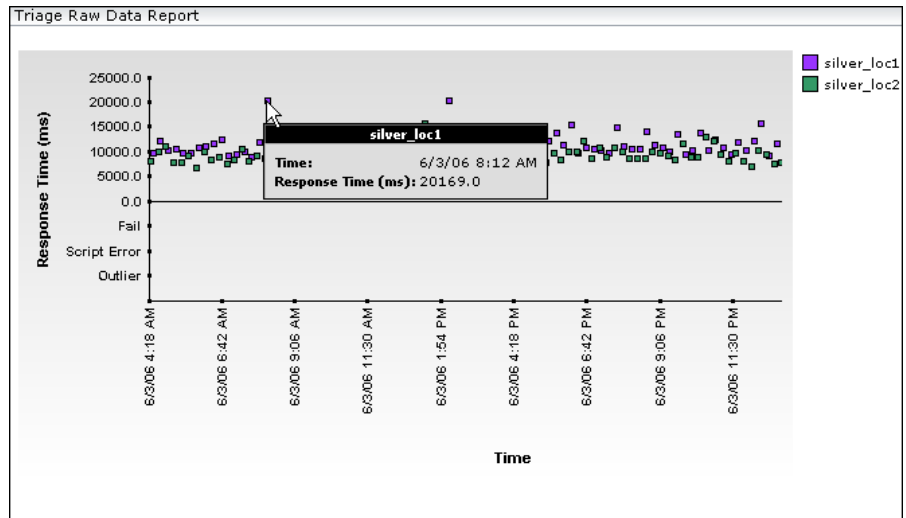 Triage Raw Data Report
silver_loc1
silver_loc2
Response Time (ms)
25000.0
20000.0
15000.0
10000.0
5000.0
0.0
Fail
Script Error
Outlier
silver_loc1
Time: 6/3/06 8:12 AM
Response Time (ms): 20169.0
6/3/06 4:18 AM
6/3/06 6:42 AM
6/3/06 9:06 AM
6/3/06 11:30 AM
6/3/06 1:54 PM
6/3/06 4:18 PM
6/3/06 6:42 PM
6/3/06 9:06 PM
6/3/06 11:30 PM
Time